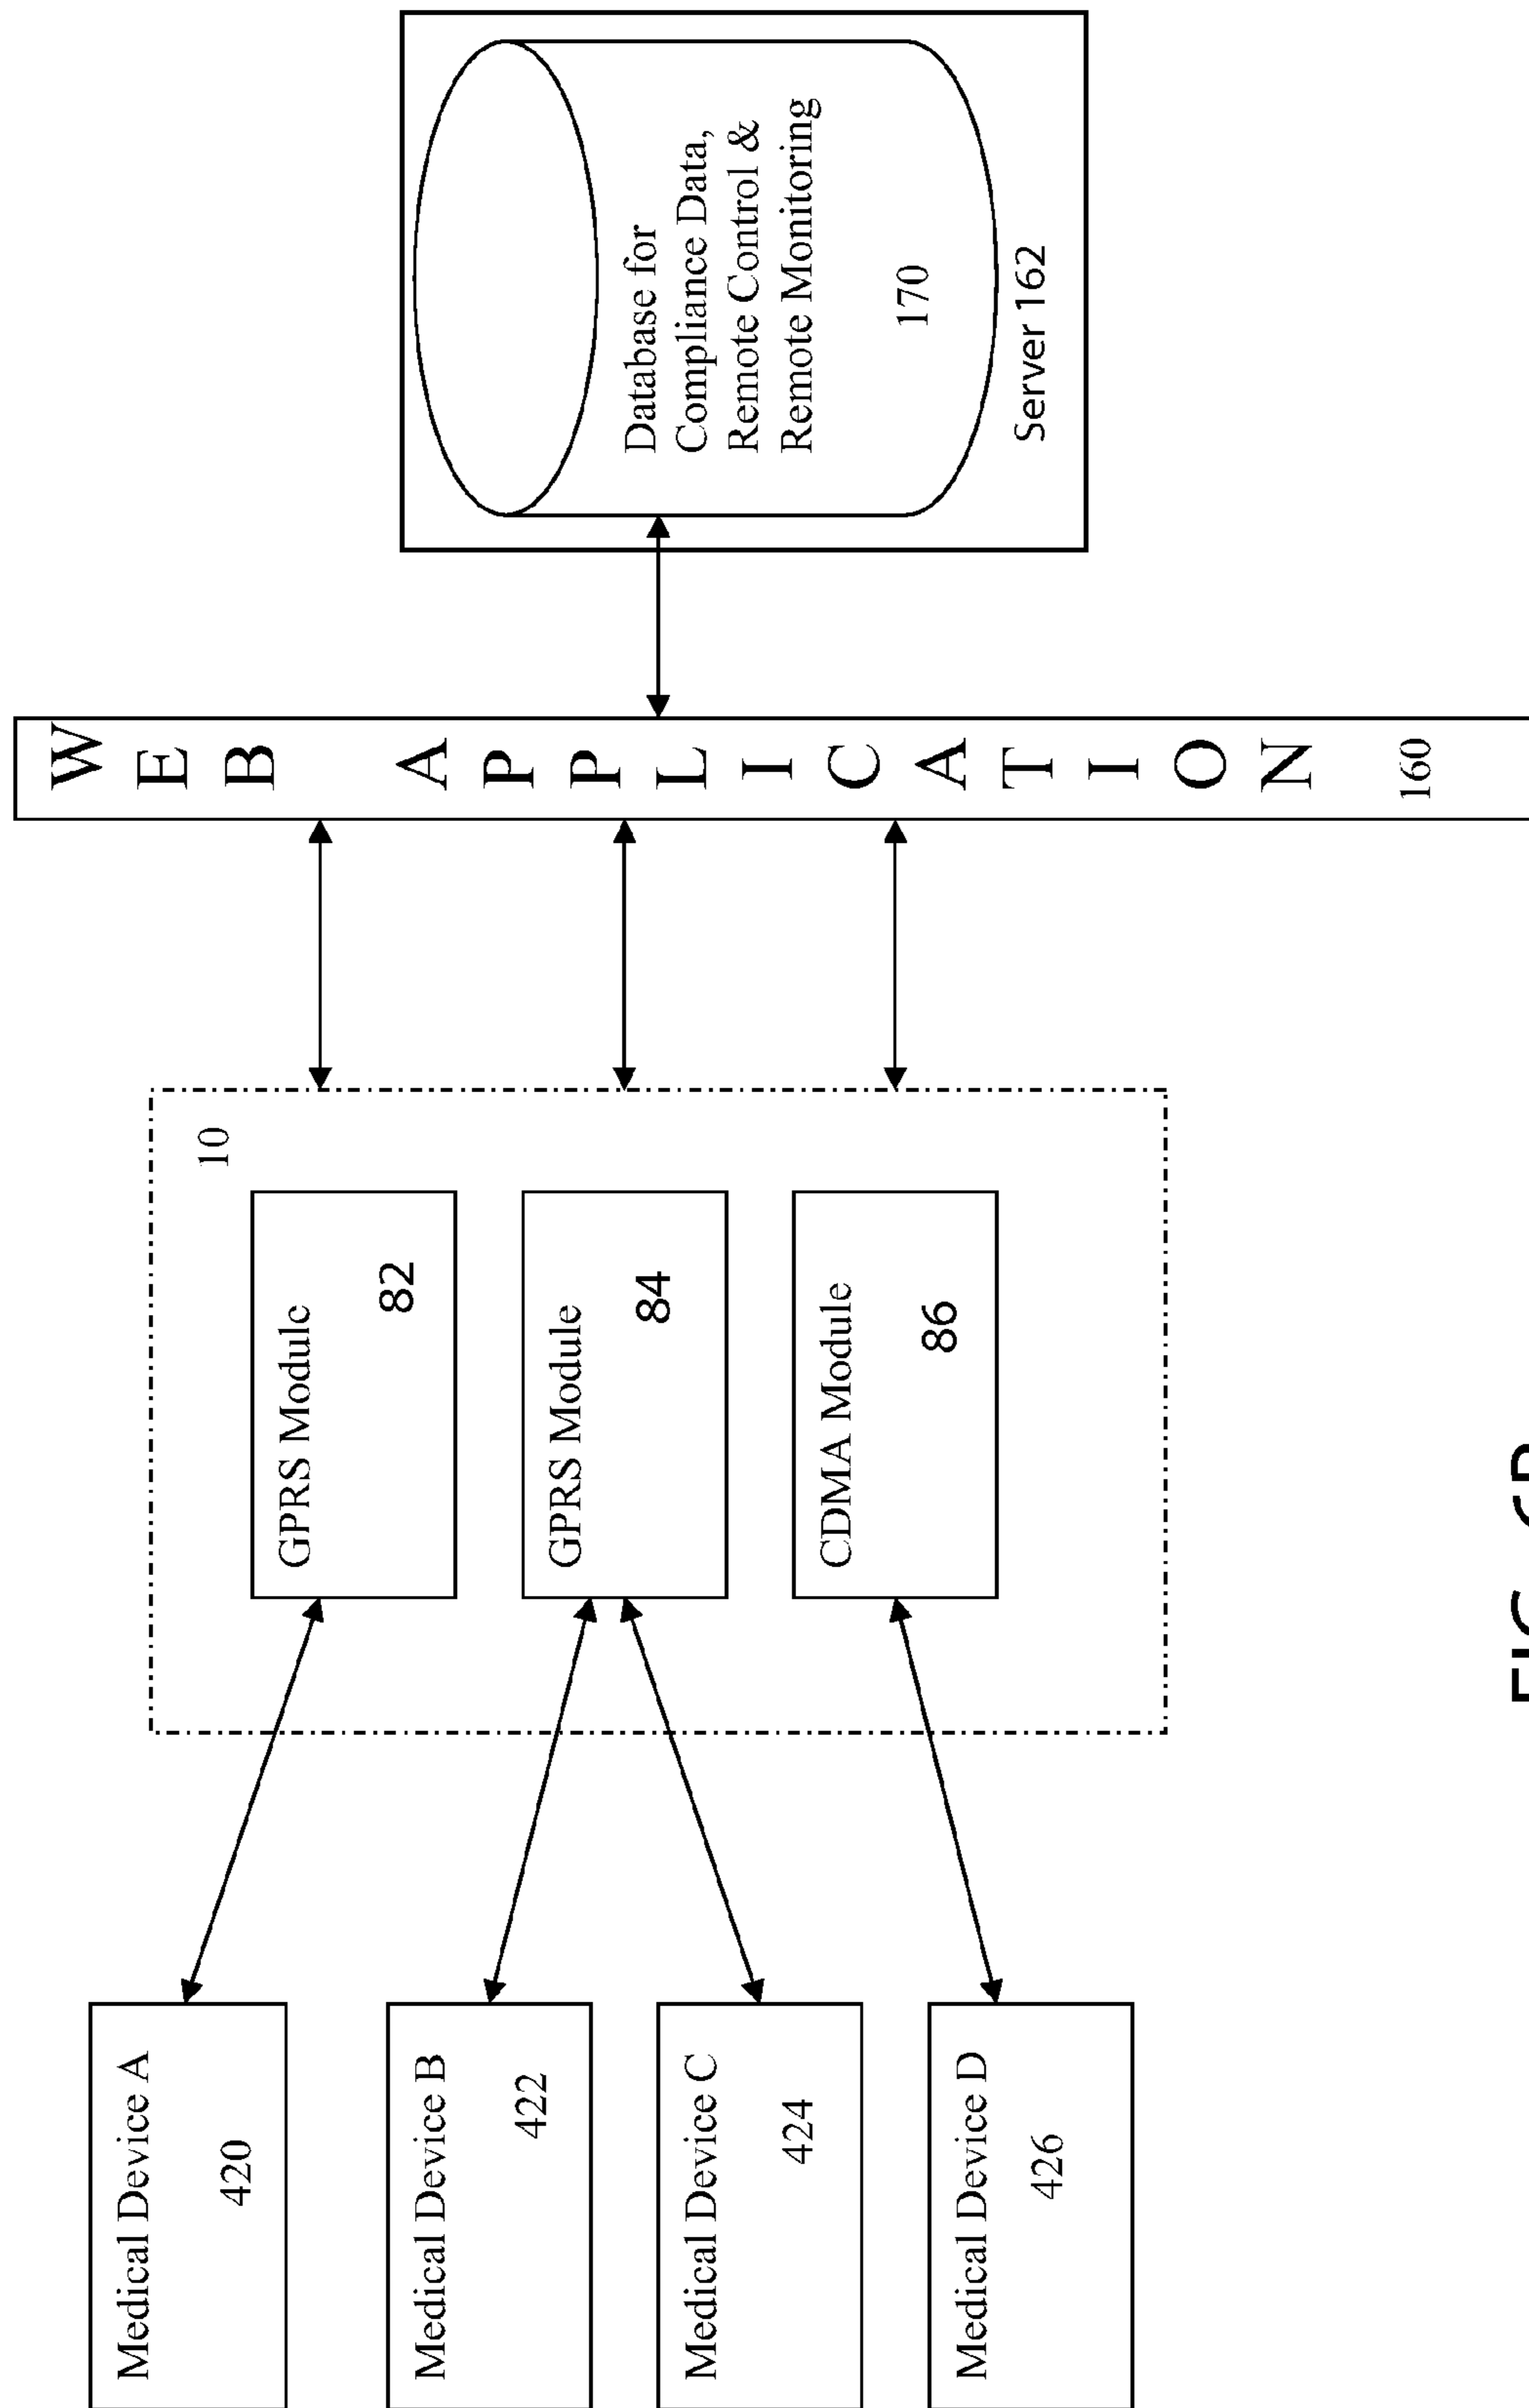 Medical Device A
420
Medical Device B
422
Medical Device C
424
Medical Device D
426
10
GPRS Module
82
GPRS Module
84
CDMA Module
86
WEB APPLICATION
160
Database for
Compliance Data,
Remote Control &
Remote Monitoring
170
Server 162
FIG